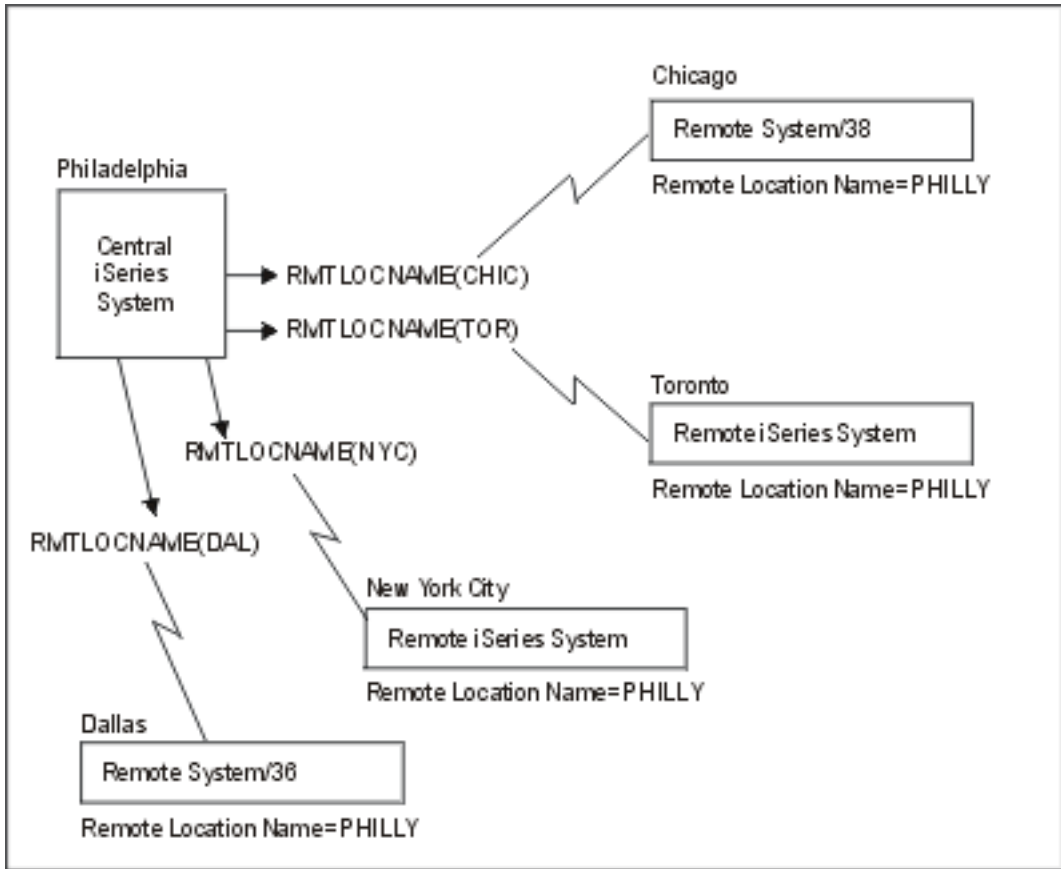 Chicago
Remote System/38
Remote Location Name=PHILLY
Philadelphia
Central
iSeries
System
RMTLOCNAME(CHIC)
RMTLOCNAME(TOR)
Toronto
Remote iSeries System
Remote Location Name=PHILLY
RMTLOCNAME(NYC)
RMTLOCNAME(DAL)
New York City
Remote iSeries System
Remote Location Name=PHILLY
Dallas
Remote System/36
Remote Location Name=PHILLY